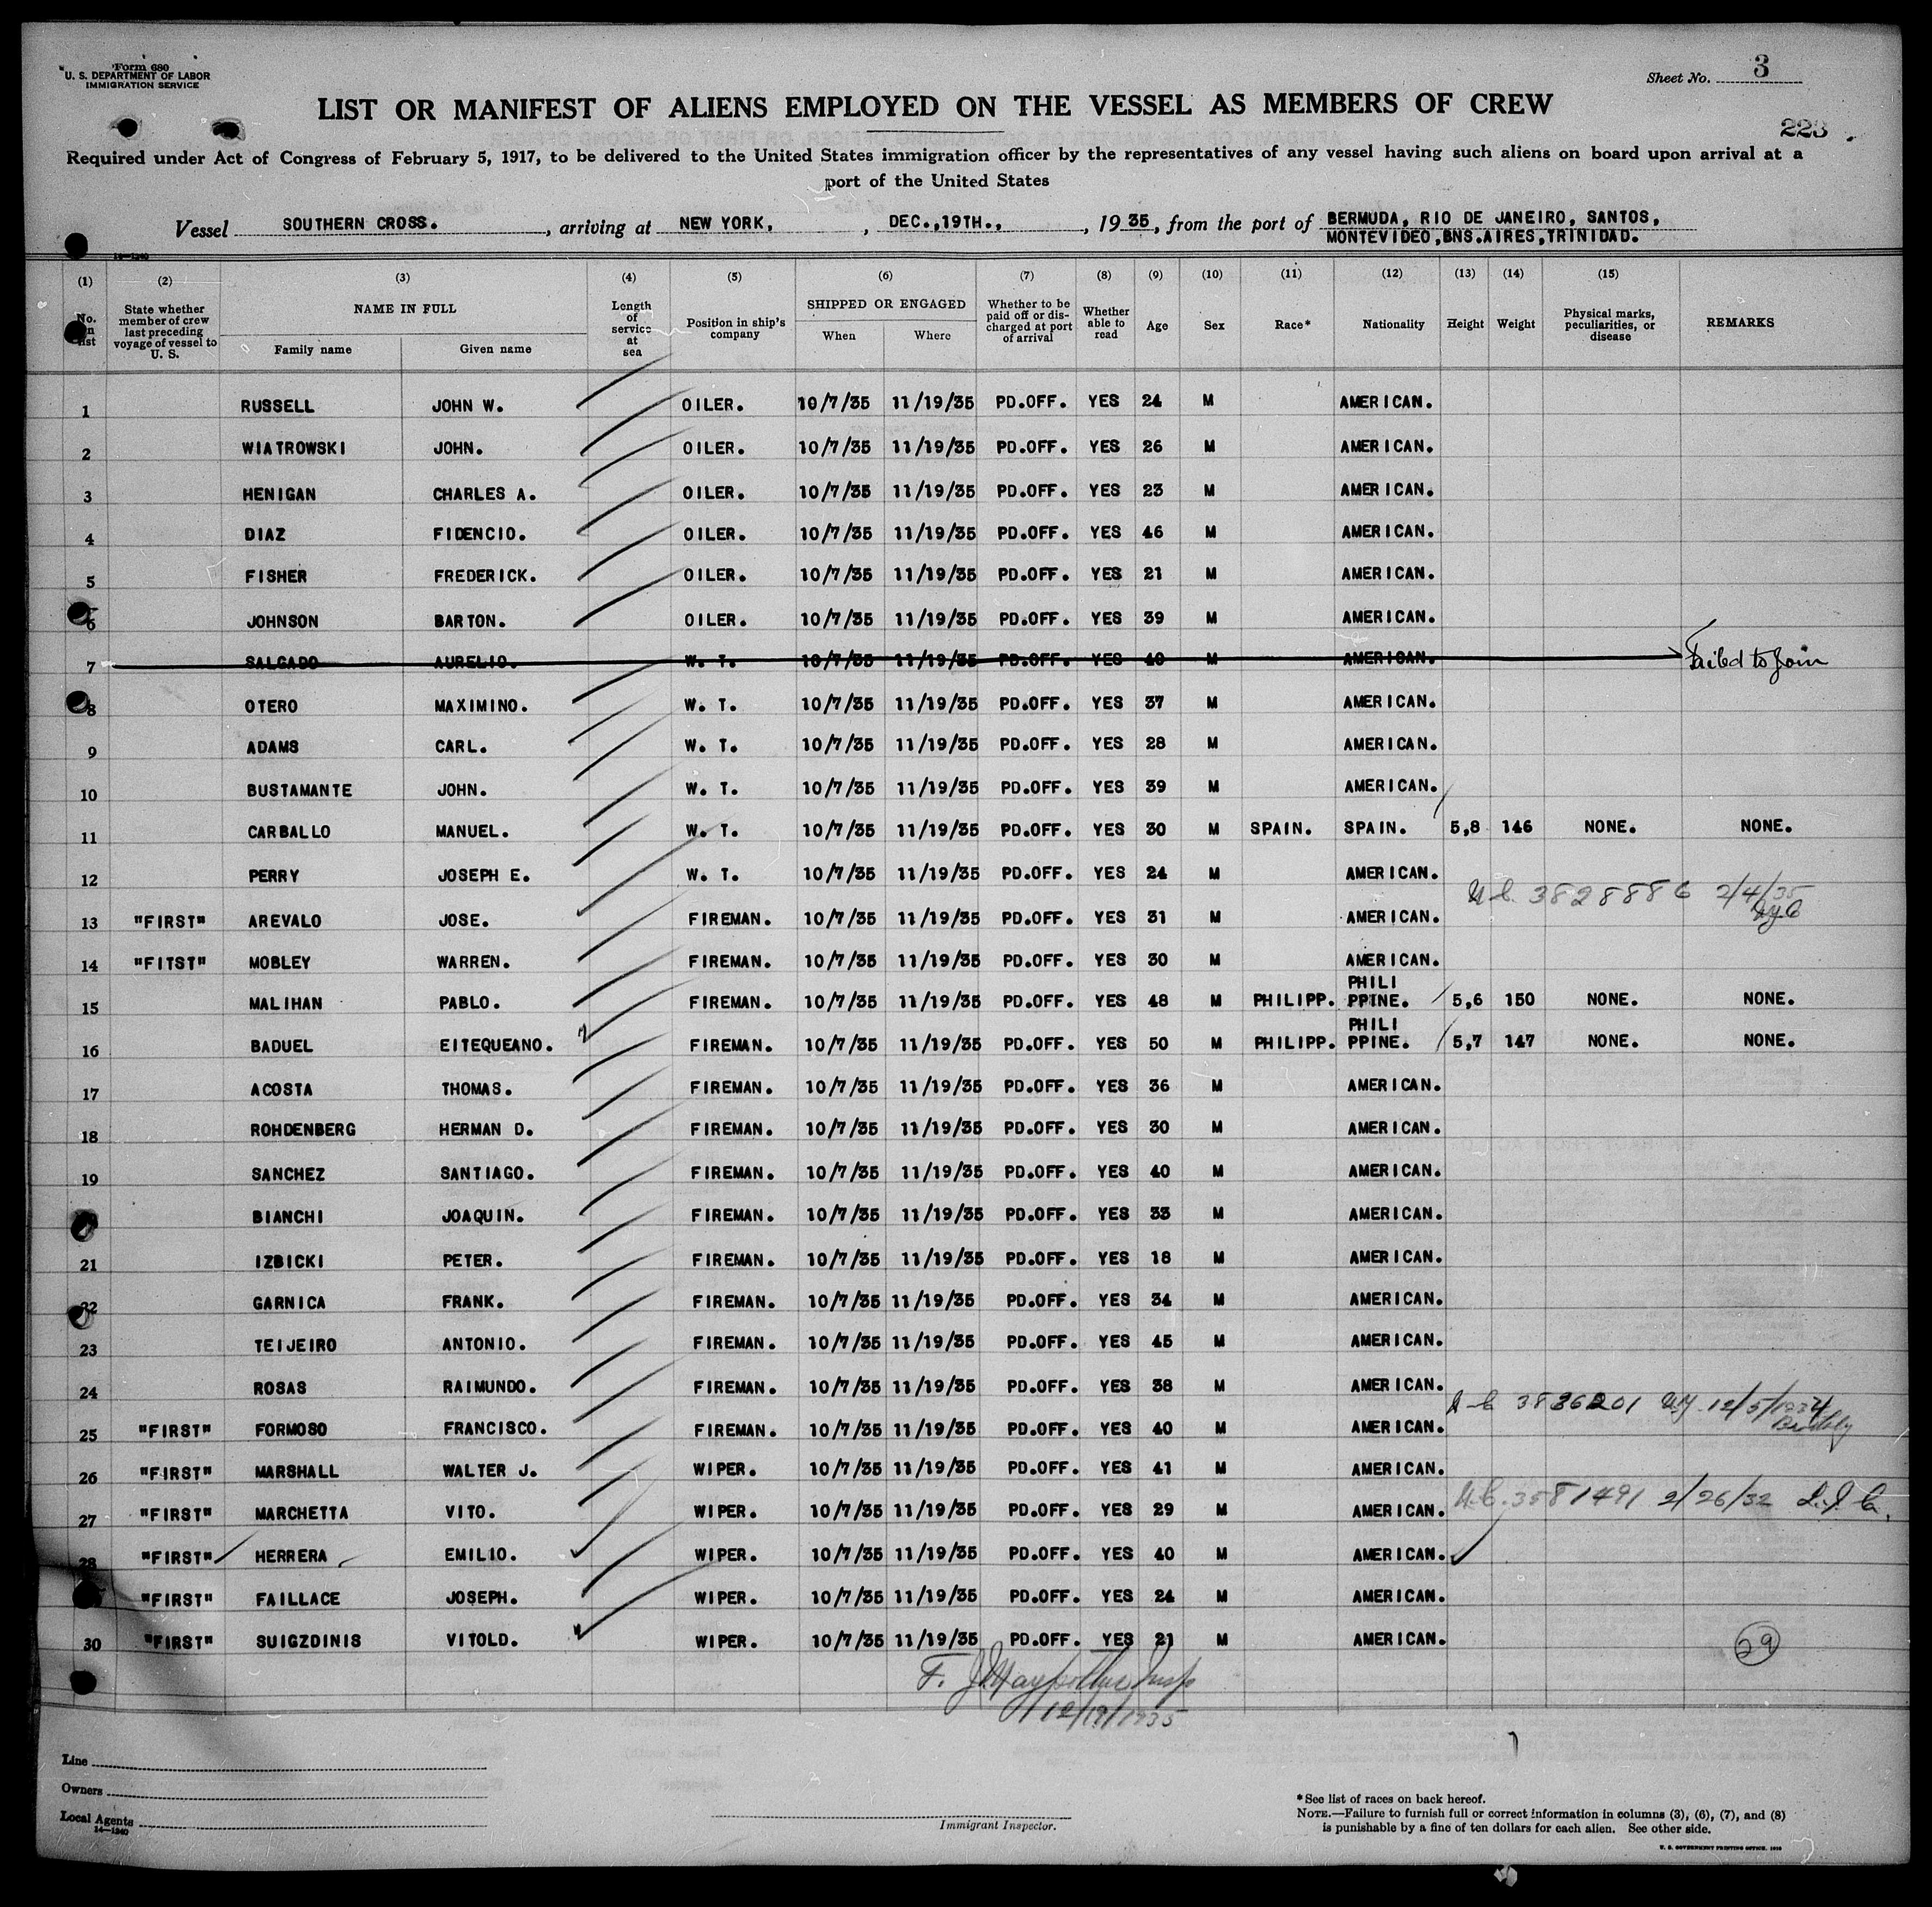 Form 680
U. S. DEPARTMENT OF LABOR
IMMIGRATION SERVICE
Sheet No. 3
LIST OR MANIFEST OF ALIENS EMPLOYED ON THE VESSEL AS MEMBERS OF CREW
223
Required under Act of Congress of February 5, 1917, to be delivered to the United States immigration officer by the representatives of any vessel having such aliens on board upon arrival at a
port of the United States
Vessel SOUTHERN CROSS. , arriving at NEW YORK, , DEC.,19TH., , 1935, from the port of BERMUDA, RIO DE JANEIRO, SANTOS,
MONTEVIDEO,BNS.AIRES,TRINIDAD.
14—1240
(1) (2) (3) (4) (5) (6) (7) (8) (9) (10) (11) (12) (13) (14) (15)
No. on list
State whether member of crew last preceding voyage of vessel to U. S.
NAME IN FULL
Family name Given name
Length of service at sea
Position in ship's company
SHIPPED OR ENGAGED
When Where
Whether to be paid off or discharged at port of arrival
Whether able to read
Age Sex Race* Nationality Height Weight
Physical marks, peculiarities, or disease
REMARKS
1 RUSSELL JOHN W. OILER. 10/7/35 11/19/35 PD.OFF. YES 24 M AMERICAN.
2 WIATROWSKI JOHN. OILER. 10/7/35 11/19/35 PD.OFF. YES 26 M AMERICAN.
3 HENIGAN CHARLES A. OILER. 10/7/35 11/19/35 PD.OFF. YES 23 M AMERICAN.
4 DIAZ FIDENCIO. OILER. 10/7/35 11/19/35 PD.OFF. YES 46 M AMERICAN.
5 FISHER FREDERICK. OILER. 10/7/35 11/19/35 PD.OFF. YES 21 M AMERICAN.
6 JOHNSON BARTON. OILER. 10/7/35 11/19/35 PD.OFF. YES 39 M AMERICAN.
7 SALGADO AURELIO. W. T. 10/7/35 11/19/35 PD.OFF. YES 40 M AMERICAN. Failed to Join
8 OTERO MAXIMINO. W. T. 10/7/35 11/19/35 PD.OFF. YES 37 M AMERICAN.
9 ADAMS CARL. W. T. 10/7/35 11/19/35 PD.OFF. YES 28 M AMERICAN.
10 BUSTAMANTE JOHN. W. T. 10/7/35 11/19/35 PD.OFF. YES 39 M AMERICAN.
11 CARBALLO MANUEL. W. T. 10/7/35 11/19/35 PD.OFF. YES 30 M SPAIN. SPAIN. 5,8 146 NONE. NONE.
12 PERRY JOSEPH E. W. T. 10/7/35 11/19/35 PD.OFF. YES 24 M AMERICAN.
3828886 2/4/35
13 "FIRST" AREVALO JOSE. FIREMAN. 10/7/35 11/19/35 PD.OFF. YES 31 M AMERICAN.
14 "FITST" MOBLEY WARREN. FIREMAN. 10/7/35 11/19/35 PD.OFF. YES 30 M AMERICAN.
15 MALIHAN PABLO. FIREMAN. 10/7/35 11/19/35 PD.OFF. YES 48 M PHILIPP. PHILI PPINE. 5,6 150 NONE. NONE.
16 BADUEL EITEQUEANO. FIREMAN. 10/7/35 11/19/35 PD.OFF. YES 50 M PHILIPP. PHILI PPINE. 5,7 147 NONE. NONE.
17 ACOSTA THOMAS. FIREMAN. 10/7/35 11/19/35 PD.OFF. YES 36 M AMERICAN.
18 ROHDENBERG HERMAN D. FIREMAN. 10/7/35 11/19/35 PD.OFF. YES 30 M AMERICAN.
19 SANCHEZ SANTIAGO. FIREMAN. 10/7/35 11/19/35 PD.OFF. YES 40 M AMERICAN.
BIANCHI JOAQUIN. FIREMAN. 10/7/35 11/19/35 PD.OFF. YES 33 M AMERICAN.
21 IZBICKI PETER. FIREMAN. 10/7/35 11/19/35 PD.OFF. YES 18 M AMERICAN.
22 GARNICA FRANK. FIREMAN. 10/7/35 11/19/35 PD.OFF. YES 34 M AMERICAN.
23 TEIJEIRO ANTONIO. FIREMAN. 10/7/35 11/19/35 PD.OFF. YES 45 M AMERICAN.
24 ROSAS RAIMUNDO. FIREMAN. 10/7/35 11/19/35 PD.OFF. YES 38 M AMERICAN.
12/5/1934
25 "FIRST" FORMOSO FRANCISCO. FIREMAN. 10/7/35 11/19/35 PD.OFF. YES 40 M AMERICAN.
26 "FIRST" MARSHALL WALTER J. WIPER. 10/7/35 11/19/35 PD.OFF. YES 41 M AMERICAN.
3581491 2/26/32
27 "FIRST" MARCHETTA VITO. WIPER. 10/7/35 11/19/35 PD.OFF. YES 29 M AMERICAN.
28 "FIRST" HERRERA EMILIO. WIPER. 10/7/35 11/19/35 PD.OFF. YES 40 M AMERICAN.
"FIRST" FAILLACE JOSEPH. WIPER. 10/7/35 11/19/35 PD.OFF. YES 24 M AMERICAN.
30 "FIRST" SUIGZDINIS VITOLD. WIPER. 10/7/35 11/19/35 PD.OFF. YES 21 M AMERICAN.
29
12/19/1935
Line
Owners
Local Agents
14—1240
Immigrant Inspector.
*See list of races on back hereof.
NOTE.—Failure to furnish full or correct information in columns (3), (6), (7), and (8)
is punishable by a fine of ten dollars for each alien. See other side.
U. S. GOVERNMENT PRINTING OFFICE